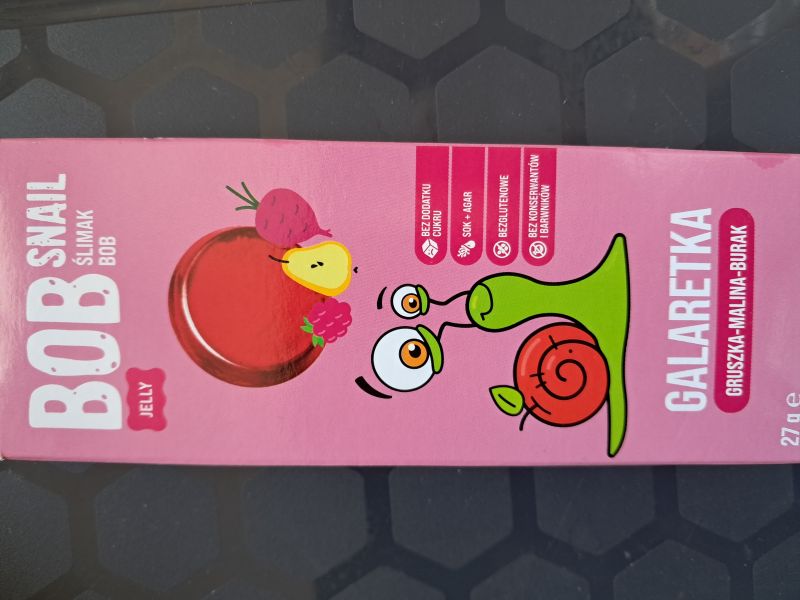 BOB SNAIL
ŚLIMAK
BOB
JELLY
BEZ DODATKU
CUKRU
SOK + AGAR
BEZGLUTENOWE
BEZ KONSERWANTÓW
I BARWNIKÓW
GALARETKA
GRUSZKA-MALINA-BURAK
27 g ℮